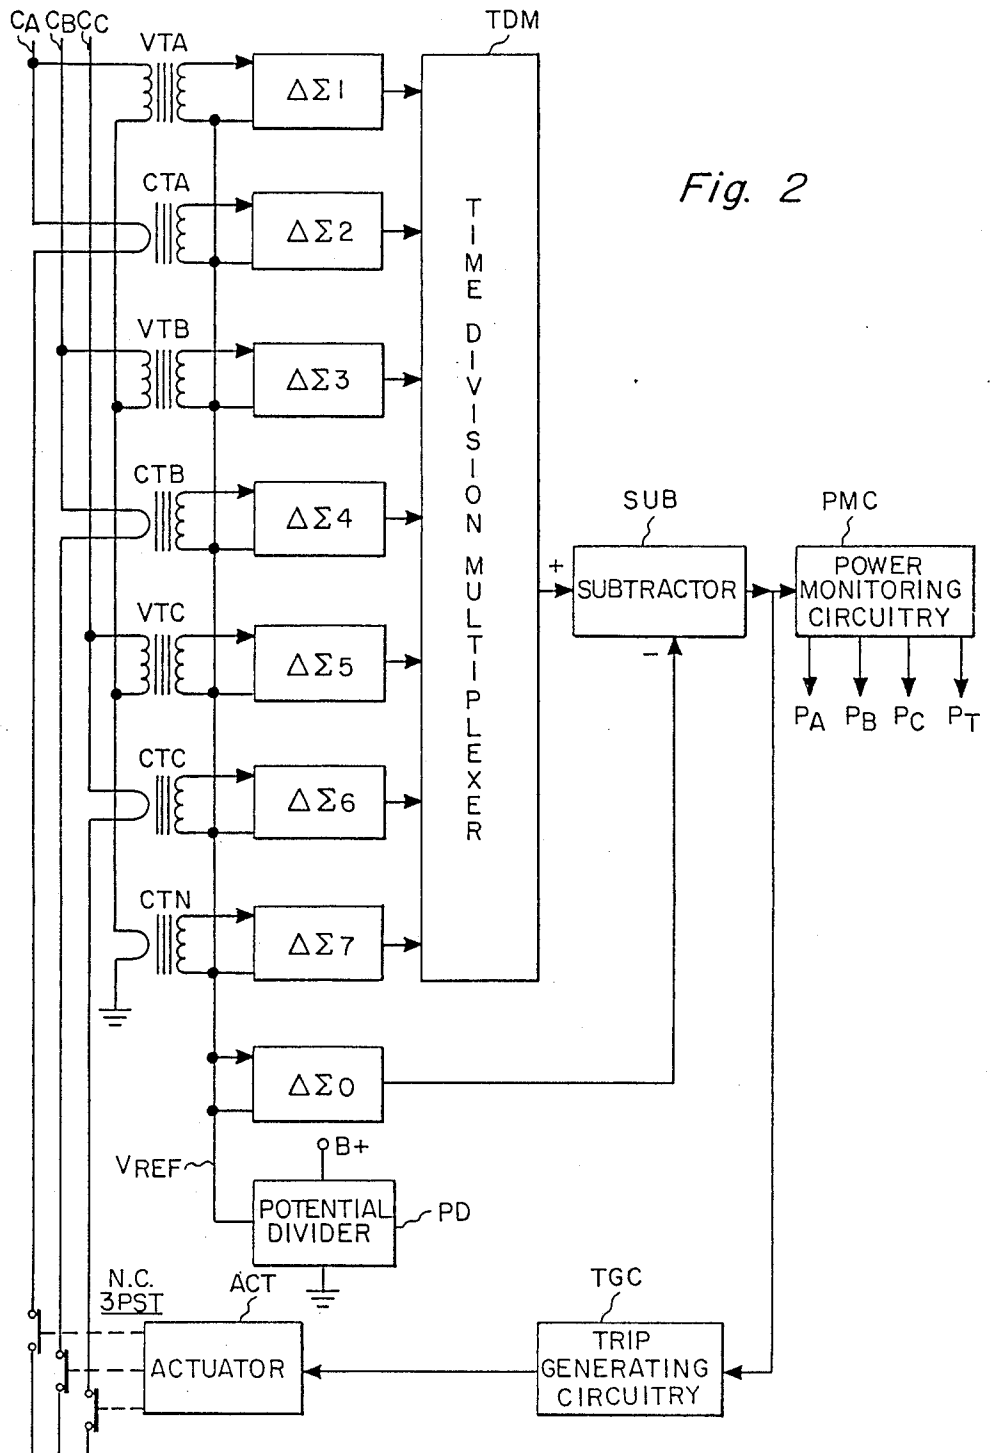 CA CB CC
VTA
TDM
ΔΣ1
Fig. 2
CTA
ΔΣ2
TIME DIVISION MULTIPLEXER
VTB
ΔΣ3
CTB
ΔΣ4
SUB
PMC
+
SUBTRACTOR
POWER
MONITORING
CIRCUITRY
−
VTC
ΔΣ5
PA PB PC PT
CTC
ΔΣ6
CTN
ΔΣ7
ΔΣ0
B+
VREF
POTENTIAL
DIVIDER
PD
N.C.
3PST
ACT
TGC
ACTUATOR
TRIP
GENERATING
CIRCUITRY